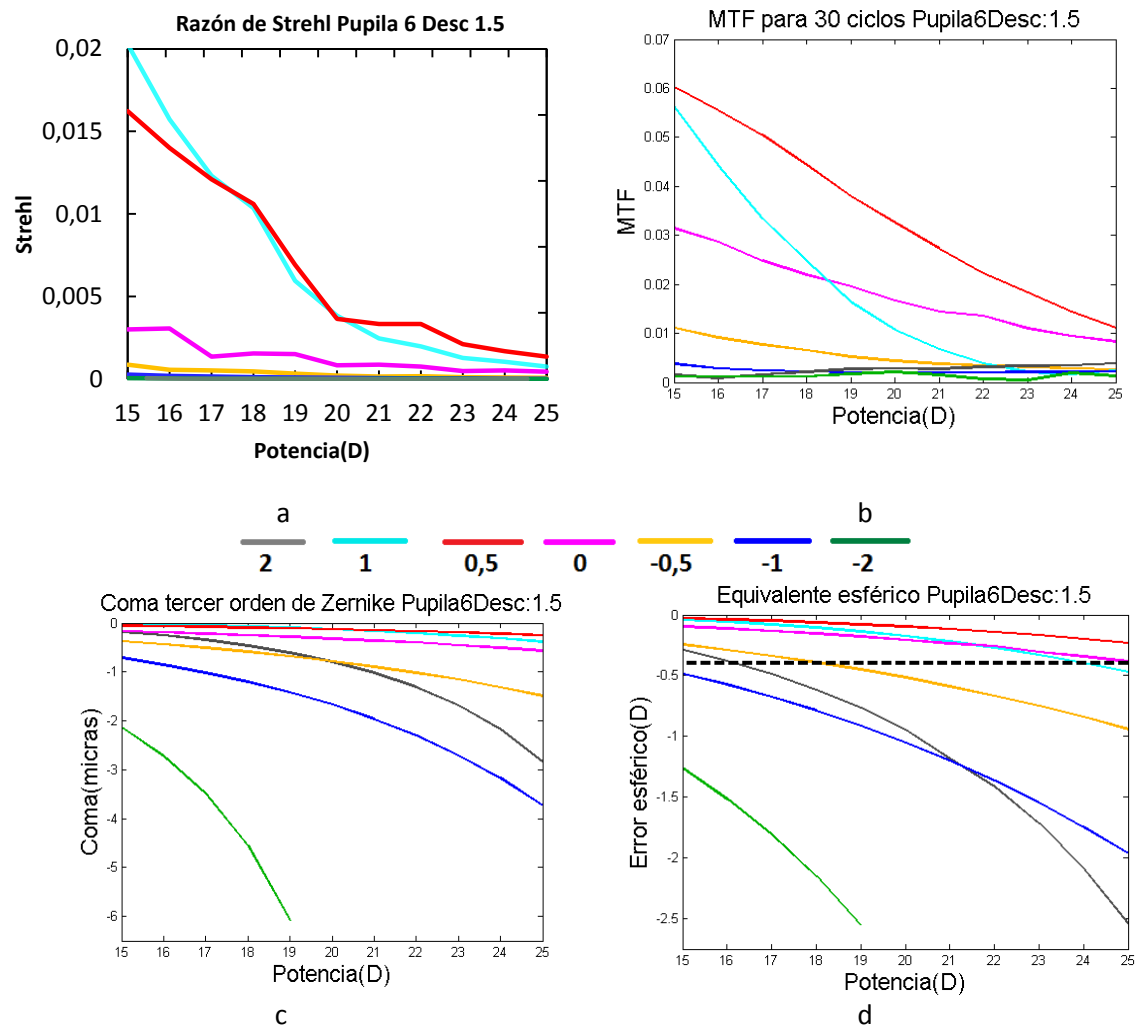 Razón de Strehl Pupila 6 Desc 1.5
0,02
0,015
0,01
0,005
0
Strehl
15 16 17 18 19 20 21 22 23 24 25
Potencia(D)
a
MTF para 30 ciclos Pupila6Desc:1.5
0.07
0.06
0.05
0.04
0.03
0.02
0.01
0
MTF
15 16 17 18 19 20 21 22 23 24 25
Potencia(D)
b
2 1 0,5 0 -0,5 -1 -2
Coma tercer orden de Zernike Pupila6Desc:1.5
0
-1
-2
-3
-4
-5
-6
Coma(micras)
15 16 17 18 19 20 21 22 23 24 25
Potencia(D)
c
Equivalente esférico Pupila6Desc:1.5
0
-0.5
-1
-1.5
-2
-2.5
Error esférico(D)
15 16 17 18 19 20 21 22 23 24 25
Potencia(D)
d